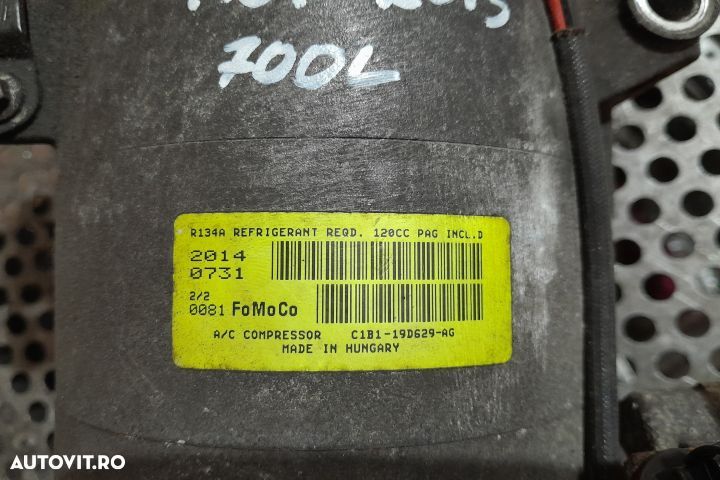 700L
R134A REFRIGERANT REQD. 120CC PAG INCL.D
2014
0731
2/2
0081 FoMoCo
A/C COMPRESSOR C1B1-19D629-AG
MADE IN HUNGARY
AUTOVIT.RO